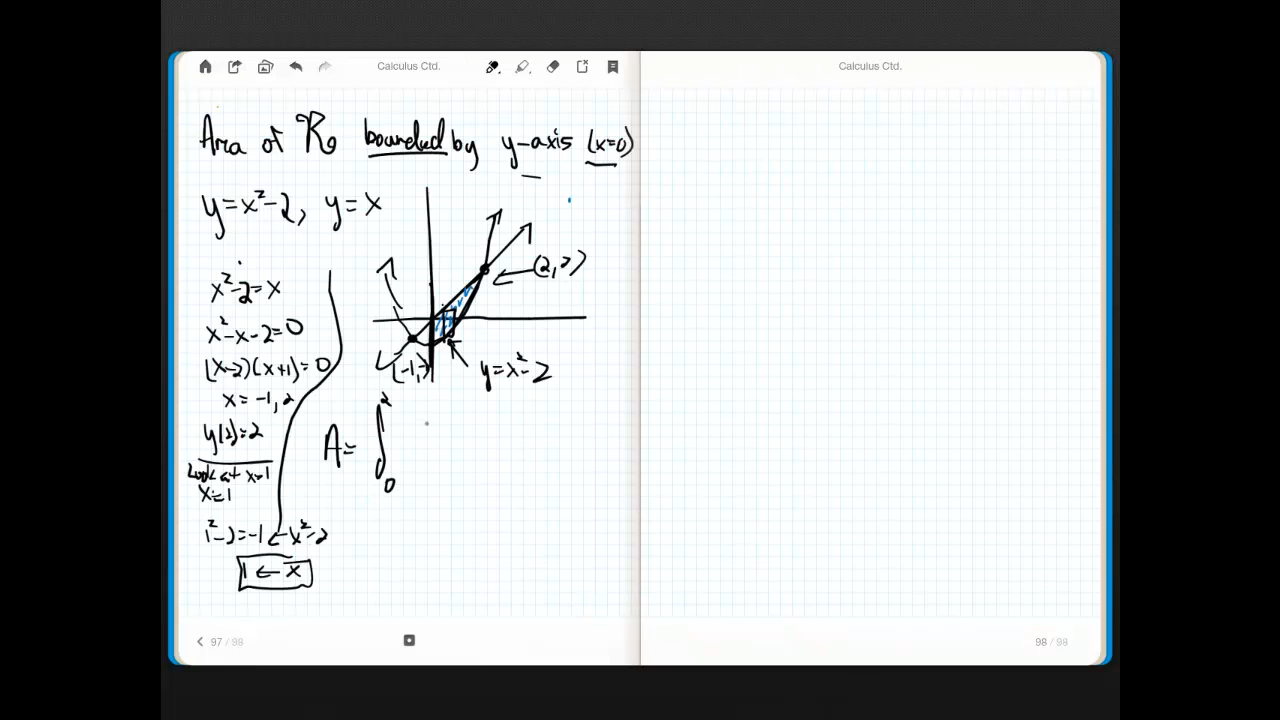 Calculus Ctd.
Calculus Ctd.
Area of R bounded by y-axis (x=0)
y=x²-2, y=x
x²-2=x
x²-x-2=0
(x-2)(x+1)=0
x=-1,2
y(2)=2
Look at x=1
x=1
1²-2=-1 ← x²-2
1 ← x
(2,2)
(-1,-
y=x²-2
A= ∫₀²
97 / 98
98 / 98